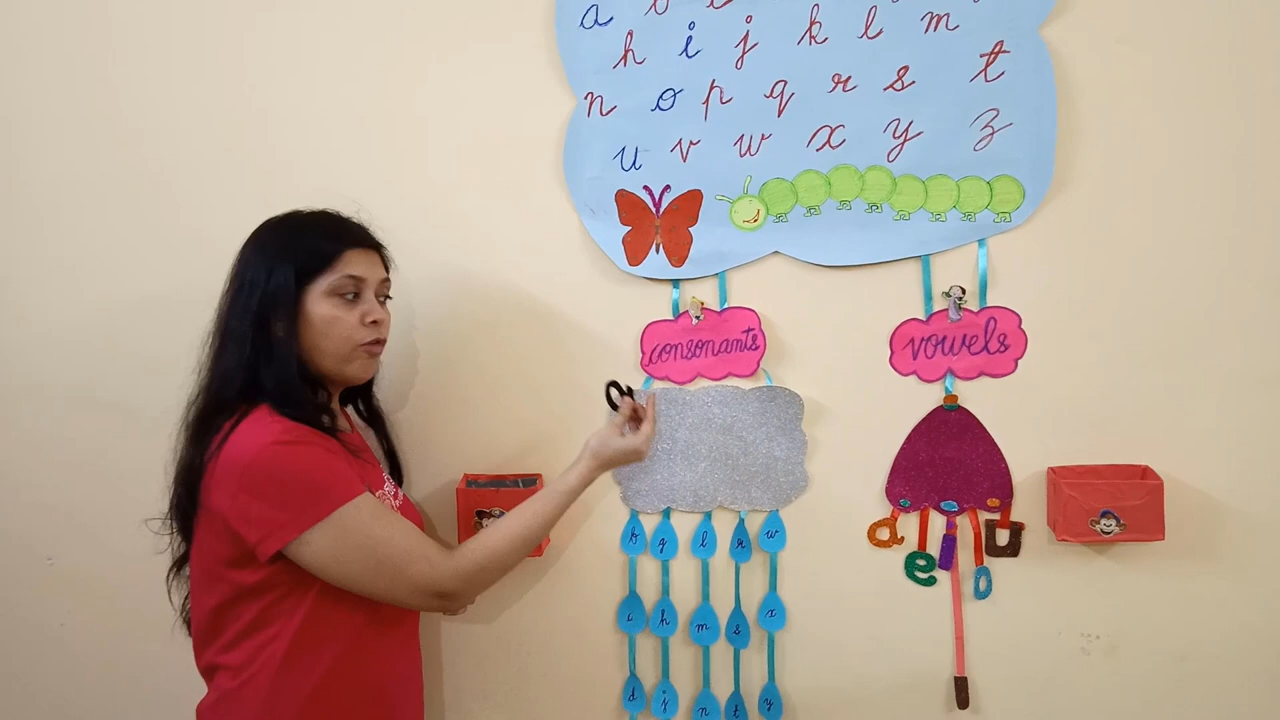 a
h i j k l m
n o p q r s t
u v w x y z
consonants
vowels
b g l r w
c h m s x
d j n t y
a e i o u